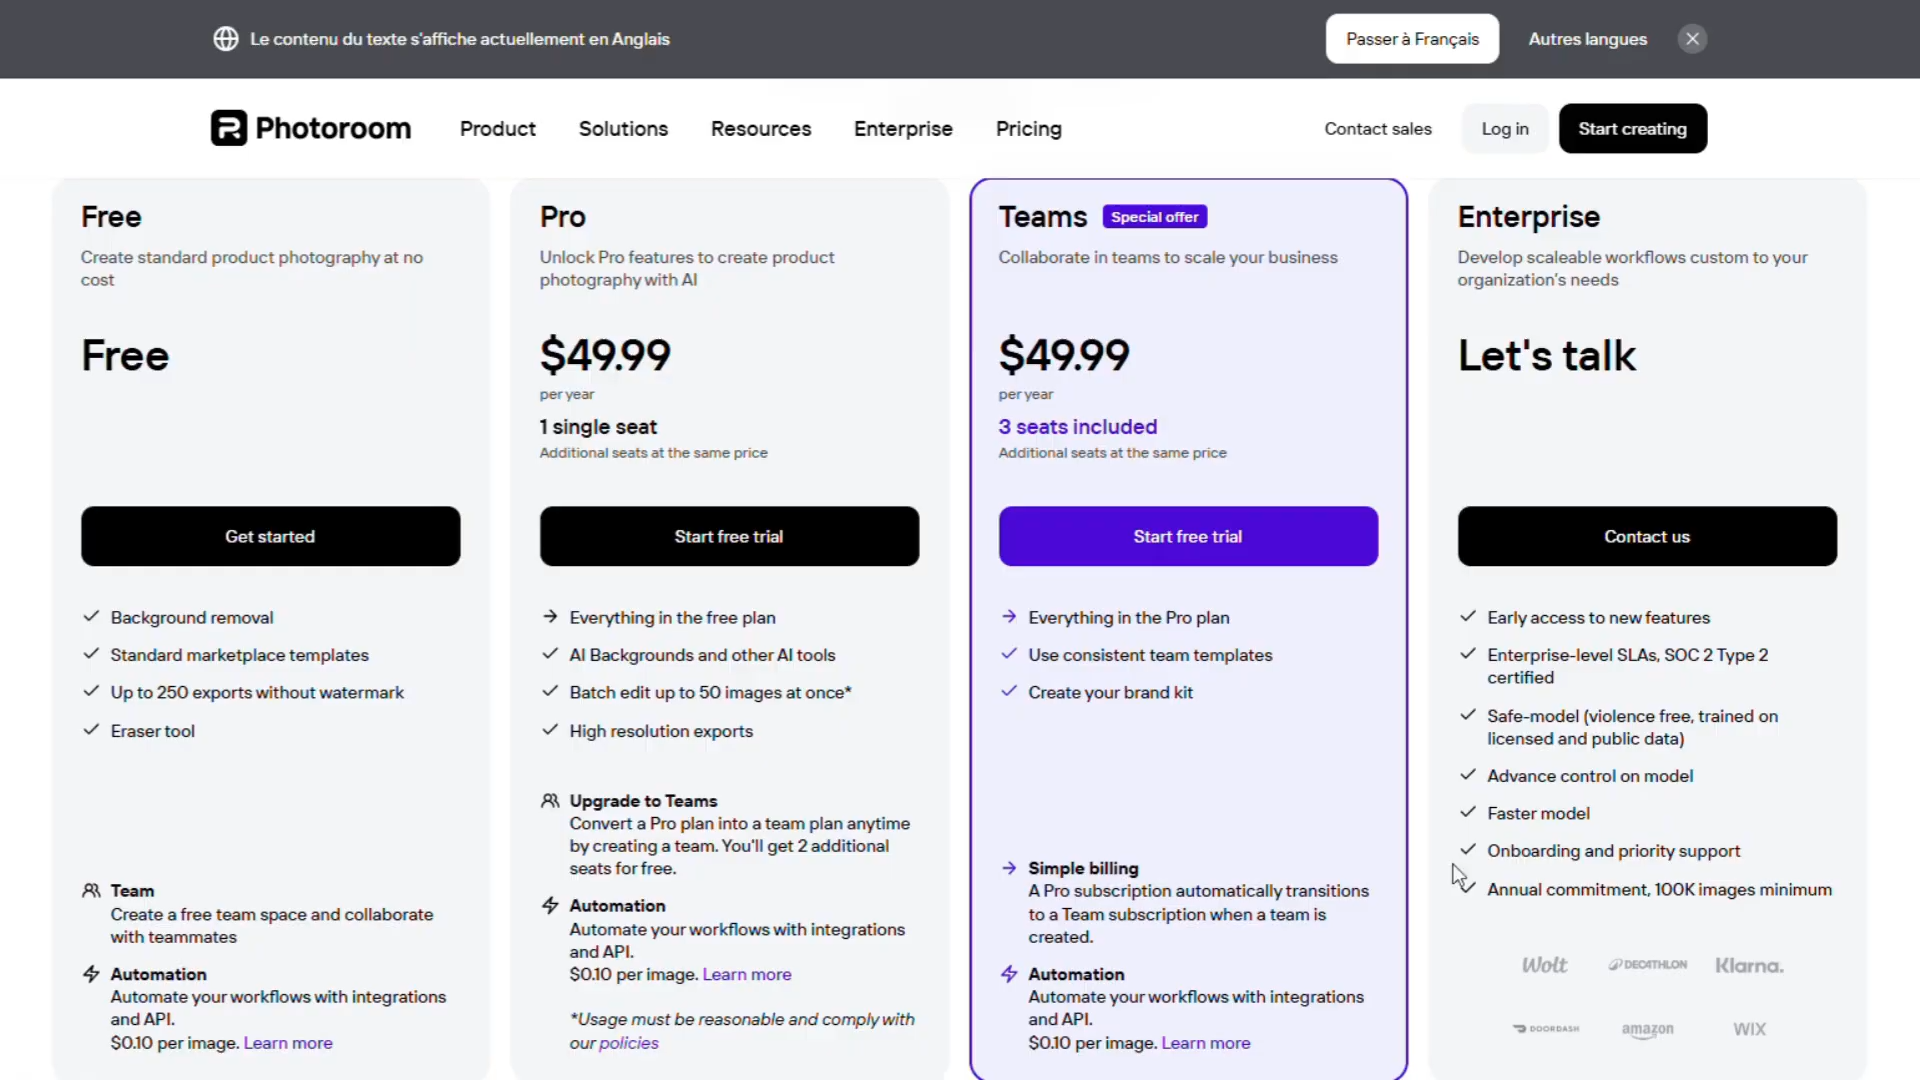 Le contenu du texte s'affiche actuellement en Anglais
Passer à Français
Autres langues
Photoroom
Product
Solutions
Resources
Enterprise
Pricing
Contact sales
Log in
Start creating
Free
Create standard product photography at no
cost
Free
Get started
Background removal
Standard marketplace templates
Up to 250 exports without watermark
Eraser tool
Team
Create a free team space and collaborate
with teammates
Automation
Automate your workflows with integrations
and API.
$0.10 per image. Learn more
Pro
Unlock Pro features to create product
photography with AI
$49.99
per year
1 single seat
Additional seats at the same price
Start free trial
Everything in the free plan
AI Backgrounds and other AI tools
Batch edit up to 50 images at once*
High resolution exports
Upgrade to Teams
Convert a Pro plan into a team plan anytime
by creating a team. You'll get 2 additional
seats for free.
Automation
Automate your workflows with integrations
and API.
$0.10 per image. Learn more
*Usage must be reasonable and comply with
our policies
Teams
Special offer
Collaborate in teams to scale your business
$49.99
per year
3 seats included
Additional seats at the same price
Start free trial
Everything in the Pro plan
Use consistent team templates
Create your brand kit
Simple billing
A Pro subscription automatically transitions
to a Team subscription when a team is
created.
Automation
Automate your workflows with integrations
and API.
$0.10 per image. Learn more
Enterprise
Develop scaleable workflows custom to your
organization's needs
Let's talk
Contact us
Early access to new features
Enterprise-level SLAs, SOC 2 Type 2
certified
Safe-model (violence free, trained on
licensed and public data)
Advance control on model
Faster model
Onboarding and priority support
Annual commitment, 100K images minimum
Wolt
DECATHLON
Klarna.
DOORDASH
amazon
WIX